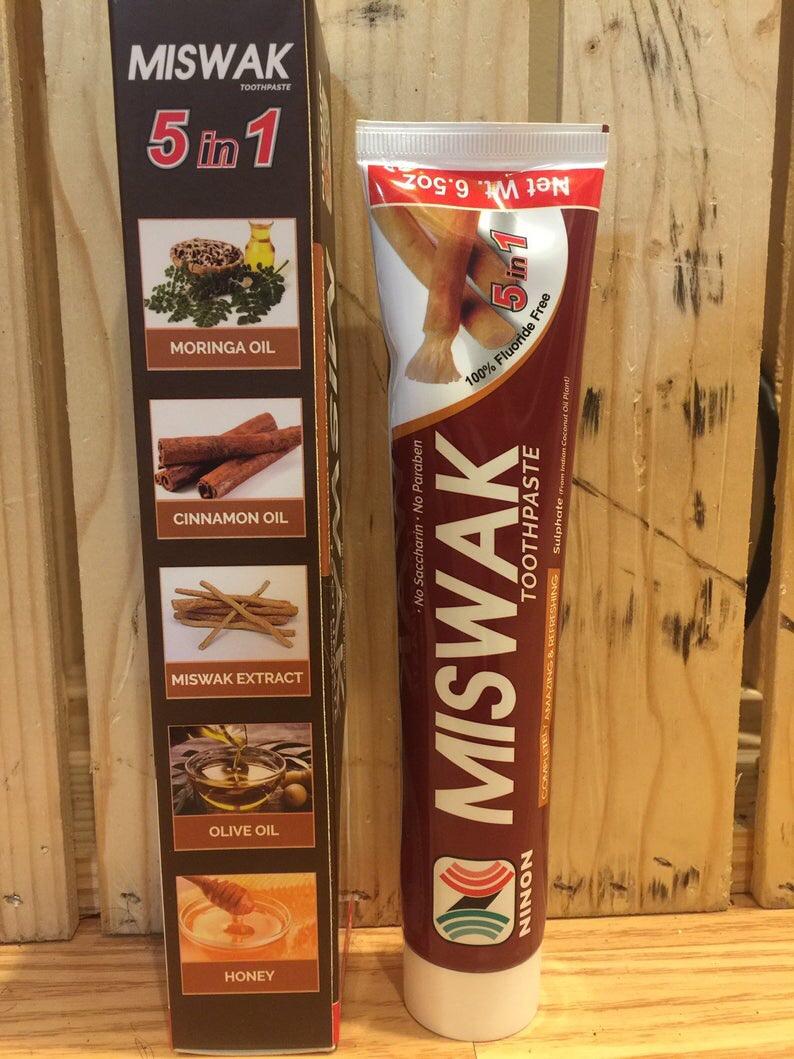 MISWAK
TOOTHPASTE
5 in 1
MORINGA OIL
CINNAMON OIL
MISWAK EXTRACT
OLIVE OIL
HONEY
Net Wt. 6.5oz
5 in 1
100% Fluoride Free
· No Saccharin · No Paraben
MISWAK
TOOTHPASTE
Sulphate (From Indian Coconut Oil Plant)
COMPLETELY AMAZING & REFRESHING
NINON